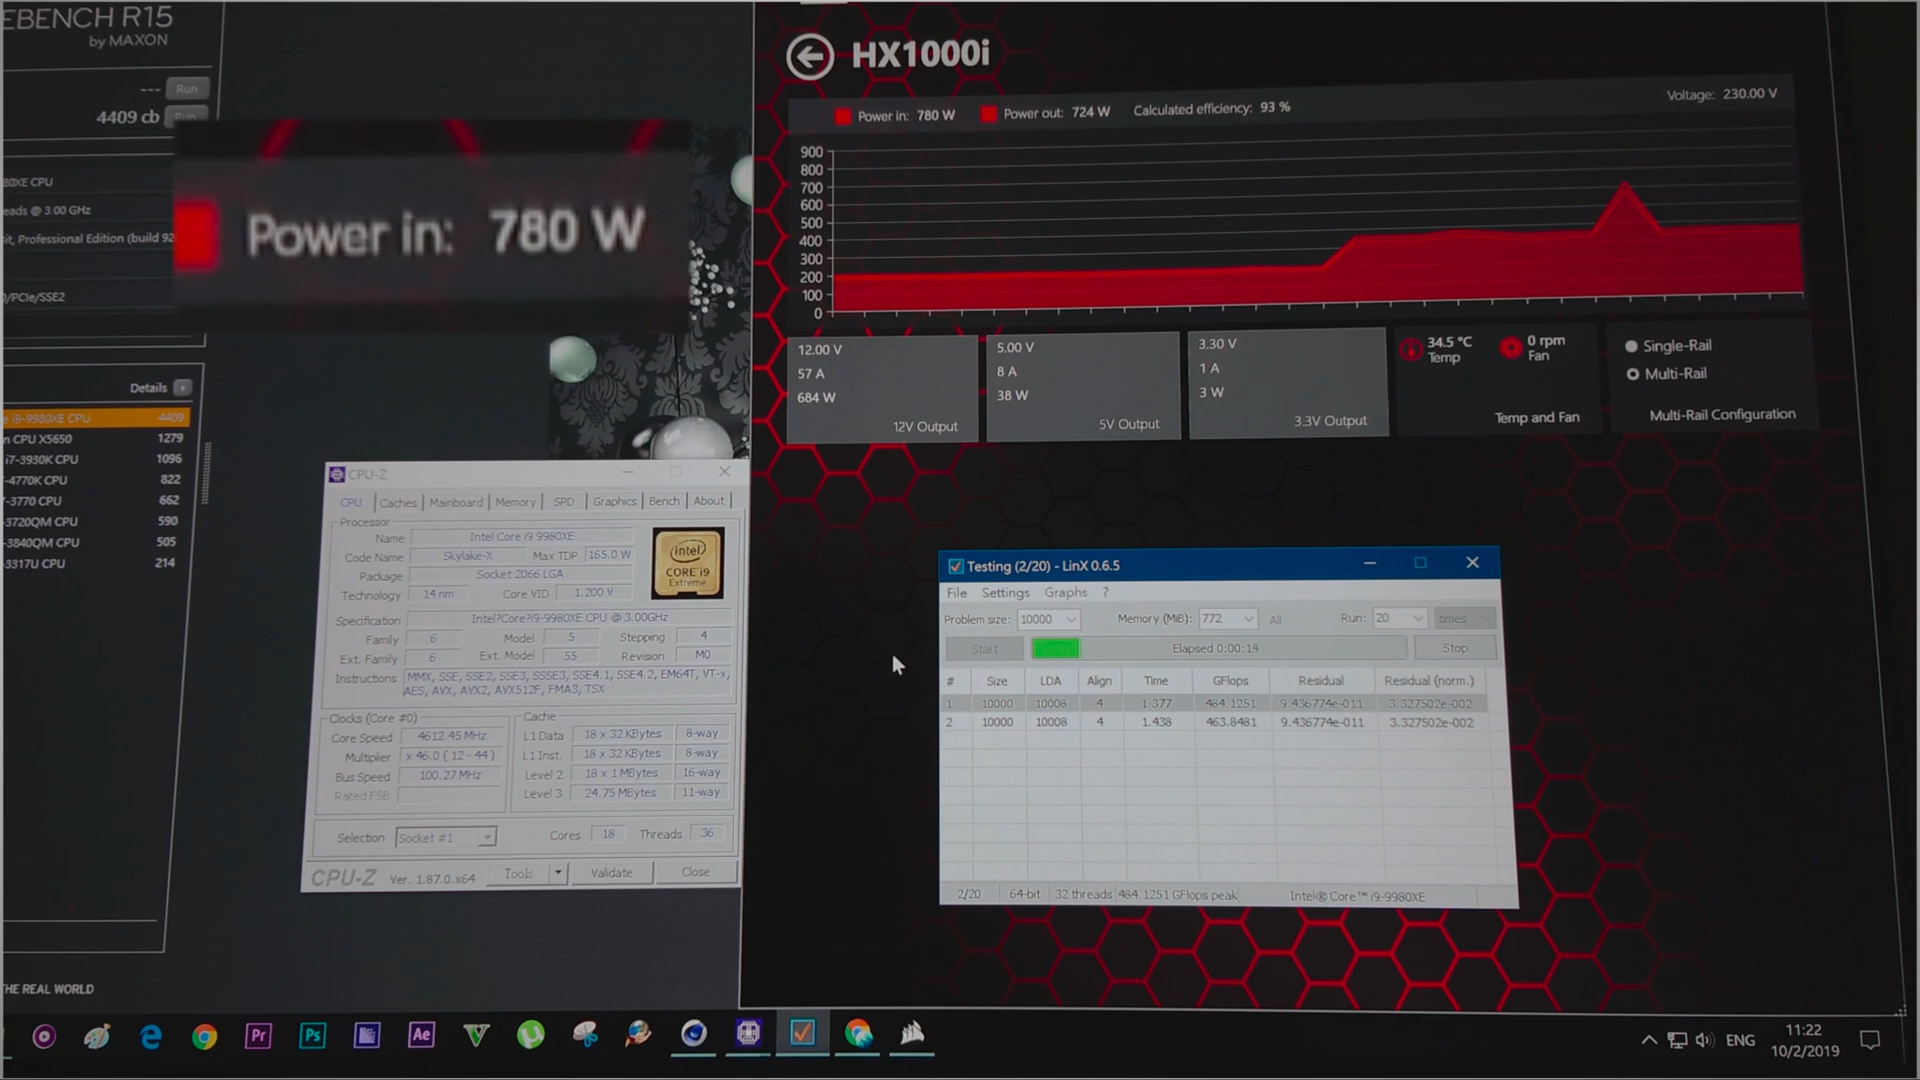 EBENCH R15
by MAXON
--- Run
4409 cb
80XE CPU
eads @ 3.00 GHz
it, Professional Edition (build 92
0/PCIe/SSE2
Details
e i9-9980XE CPU 4409
n CPU X5650 1279
i7-3930K CPU 1096
-4770K CPU 822
-3770 CPU 662
-3720QM CPU 590
-3840QM CPU 505
-3317U CPU 214
HE REAL WORLD
Power in: 780 W
HX1000i
Power in: 780 W Power out: 724 W Calculated efficiency: 93 % Voltage: 230.00 V
900
800
700
600
500
400
300
200
100
0
12.00 V
57 A
684 W
12V Output
5.00 V
8 A
38 W
5V Output
3.30 V
1 A
3 W
3.3V Output
34.5 °C
Temp
0 rpm
Fan
Temp and Fan
Single-Rail
Multi-Rail
Multi-Rail Configuration
CPU-Z
CPU Caches Mainboard Memory SPD Graphics Bench About
Processor
Name Intel Core i9 9980XE
Code Name Skylake-X Max TDP 165.0 W
Package Socket 2066 LGA
Technology 14 nm Core VID 1.200 V
intel
CORE i9
Extreme
Specification Intel?Core?i9-9980XE CPU @ 3.00GHz
Family 6 Model 5 Stepping 4
Ext. Family 6 Ext. Model 55 Revision M0
Instructions MMX, SSE, SSE2, SSE3, SSSE3, SSE4.1, SSE4.2, EM64T, VT-x,
AES, AVX, AVX2, AVX512F, FMA3, TSX
Clocks (Core #0)
Core Speed 4612.45 MHz
Multiplier x 46.0 ( 12 - 44 )
Bus Speed 100.27 MHz
Rated FSB
Cache
L1 Data 18 x 32 KBytes 8-way
L1 Inst. 18 x 32 KBytes 8-way
Level 2 18 x 1 MBytes 16-way
Level 3 24.75 MBytes 11-way
Selection Socket #1 Cores 18 Threads 36
CPU-Z Ver. 1.87.0.x64 Tools Validate Close
Testing (2/20) - LinX 0.6.5
File Settings Graphs ?
Problem size: 10000 Memory (MiB): 772 All Run: 20 times
Start Elapsed 0:00:14 Stop
# Size LDA Align Time GFlops Residual Residual (norm.)
1 10000 10008 4 1.377 484.1251 9.436774e-011 3.327502e-002
2 10000 10008 4 1.438 463.8481 9.436774e-011 3.327502e-002
2/20 64-bit 32 threads 484.1251 GFlops peak Intel® Core™ i9-9980XE
Pr Ps Ae
ENG
11:22
10/2/2019